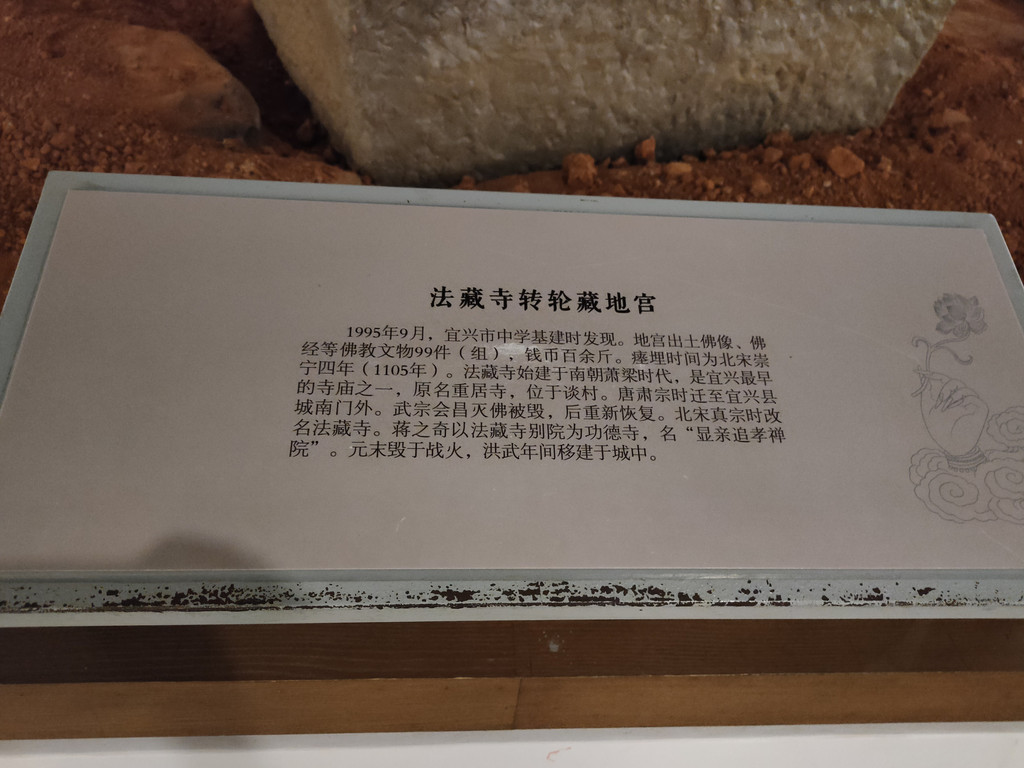 法藏寺转轮藏地宫
1995年9月，宜兴市中学基建时发现。地宫出土佛像、佛
经等佛教文物99件（组），钱币百余斤。瘗埋时间为北宋崇
宁四年（1105年）。法藏寺始建于南朝萧梁时代，是宜兴最早
的寺庙之一，原名重居寺，位于谈村。唐肃宗时迁至宜兴县
城南门外。武宗会昌灭佛被毁，后重新恢复。北宋真宗时改
名法藏寺。蒋之奇以法藏寺别院为功德寺，名“显亲追孝禅
院”。元末毁于战火，洪武年间移建于城中。